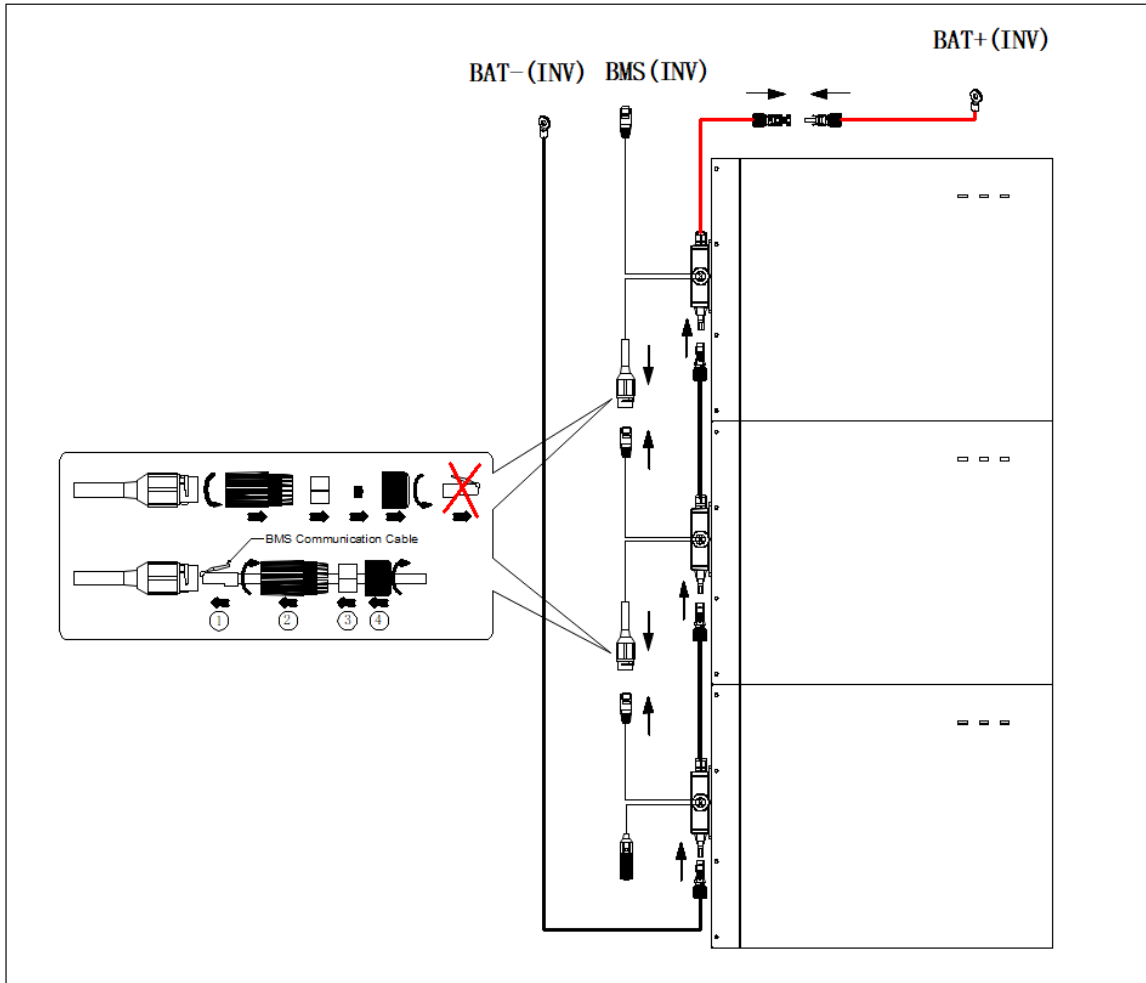 BAT+(INV)
BAT-(INV)
BMS(INV)
BMS Communication Cable
1
2
3
4